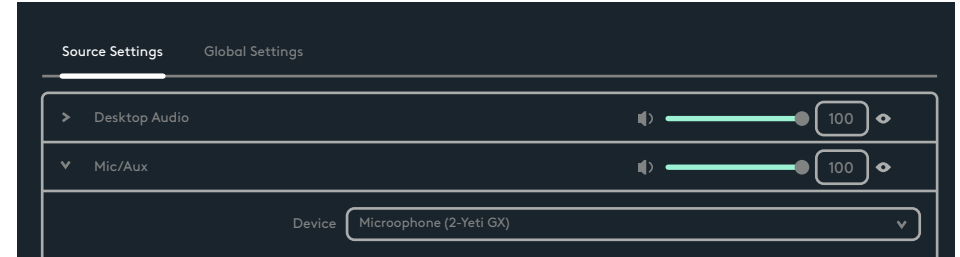 Source Settings Global Settings
Desktop Audio 100
Mic/Aux 100
Device Microophone (2-Yeti GX)